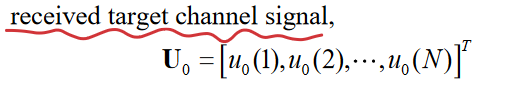 received target channel signal,
U₀ = [u₀(1), u₀(2), ⋯, u₀(N)]ᵀ